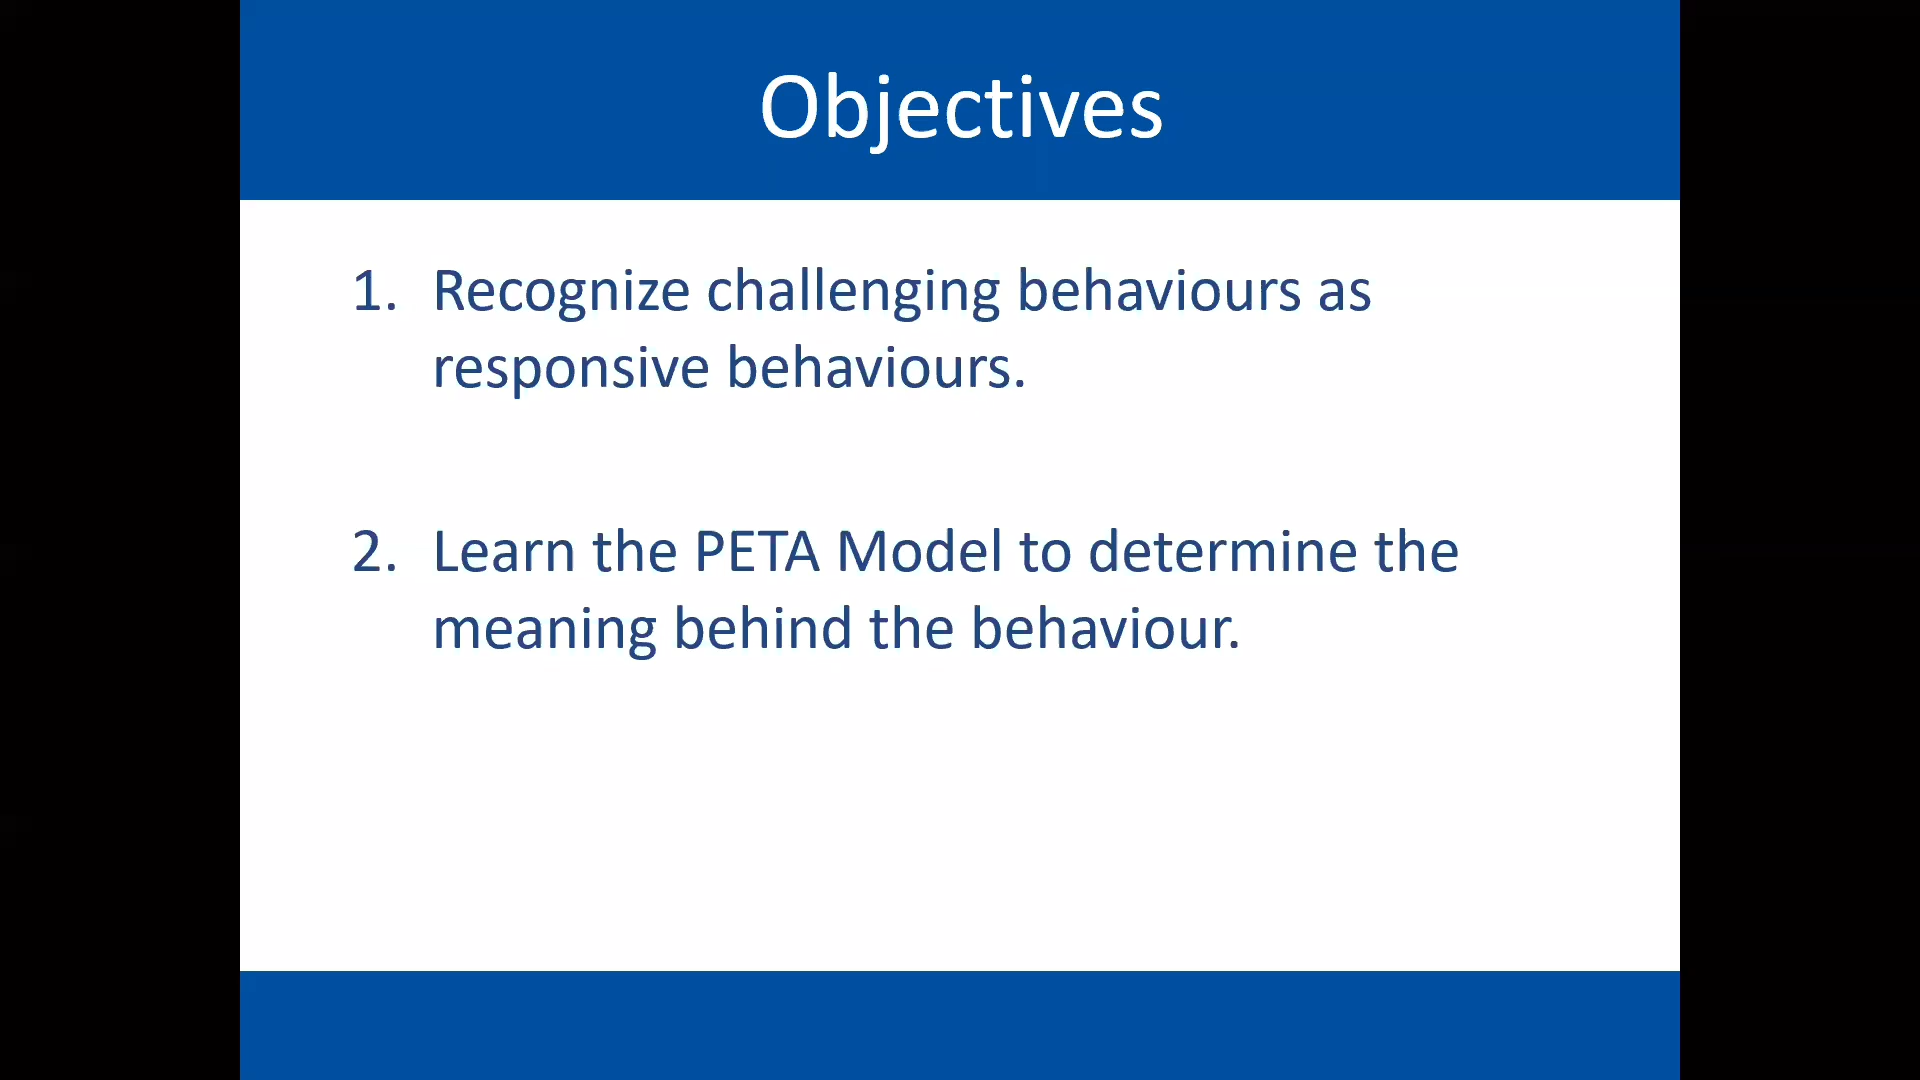 Objectives
1. Recognize challenging behaviours as
responsive behaviours.
2. Learn the PETA Model to determine the
meaning behind the behaviour.